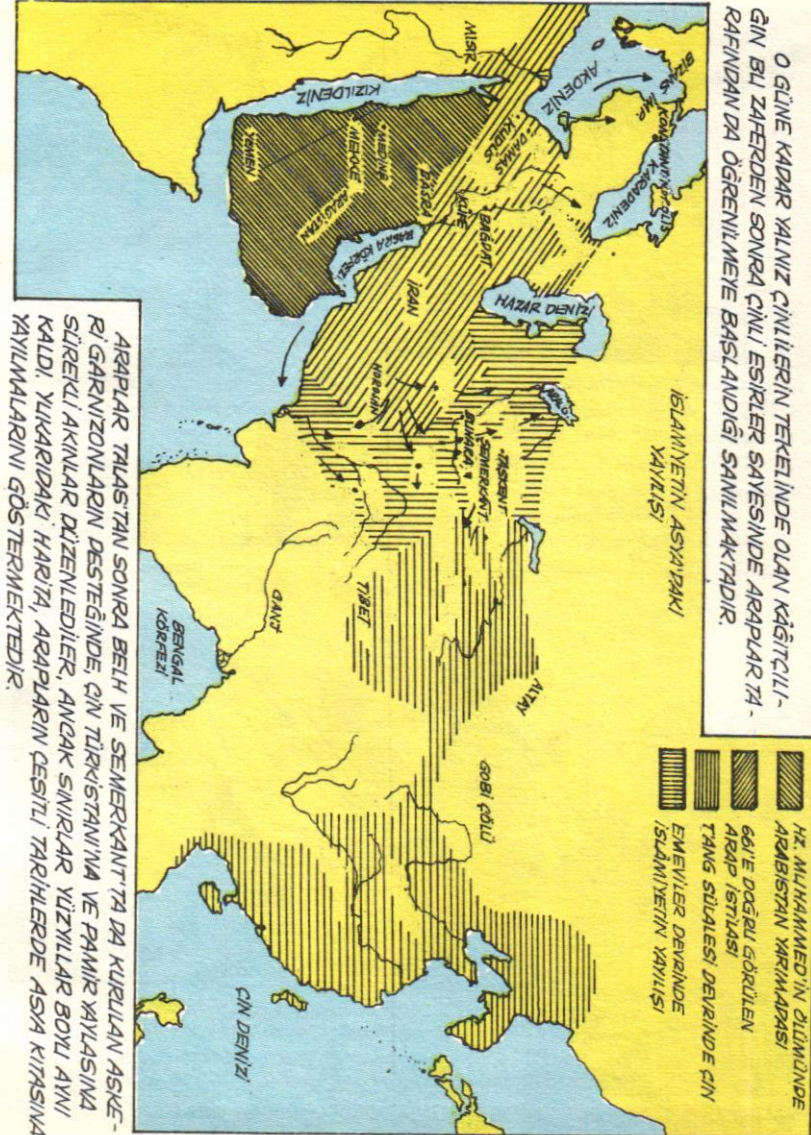 O GÜNE KADAR YALNIZ ÇİNLİLERİN TEKELİNDE OLAN KÂĞITÇILI-
ĞIN BU ZAFERDEN SONRA ÇİNLİ ESİRLER SAYESİNDE ARAPLAR TA-
RAFINDAN DA ÖĞRENİLMEYE BAŞLANDIĞI SANILMAKTADIR.
HZ. MUHAMMED'İN ÖLÜMÜNDE
ARABİSTAN YARIMADASI
661'E DOĞRU GÖRÜLEN
ARAP İSTİLASI
TANG SÜLALESİ DEVRİNDE ÇİN
EMEVİLER DEVRİNDE
İSLÂMİYETİN YAYILIŞI
İSLAMİYETİN ASYA'DAKİ
YAYILIŞI
BİZANS İMP.
KONSTANTİNOPOLİS
KARADENİZ
AKDENİZ
HAZAR DENİZİ
ARAL G.
ALTAY
GOBİ ÇÖLÜ
TAŞKENT
SEMERKANT
BUHARA
HORASAN
TİBET
DAMAS
KUDÜS
BAĞDAT
KÛFE
İRAN
MISIR
BASRA
MEDİNE
MEKKE
ARABİSTAN
YEMEN
BASRA KÖRFEZİ
KIZILDENİZ
GANJ
BENGAL
KÖRFEZİ
ÇİN DENİZİ
ARAPLAR TALAS'TAN SONRA BELH VE SEMERKANT'TA DA KURULAN ASKE-
Rİ GARNİZONLARIN DESTEĞİNDE, ÇİN TÜRKİSTANINA VE PAMİR YAYLASINA
SÜREKLİ AKINLAR DÜZENLEDİLER, ANCAK SINIRLAR YÜZYILLAR BOYU AYNI
KALDI. YUKARIDAKİ HARİTA, ARAPLARIN ÇEŞİTLİ TARİHLERDE ASYA KITASINA
YAYILMALARINI GÖSTERMEKTEDİR.